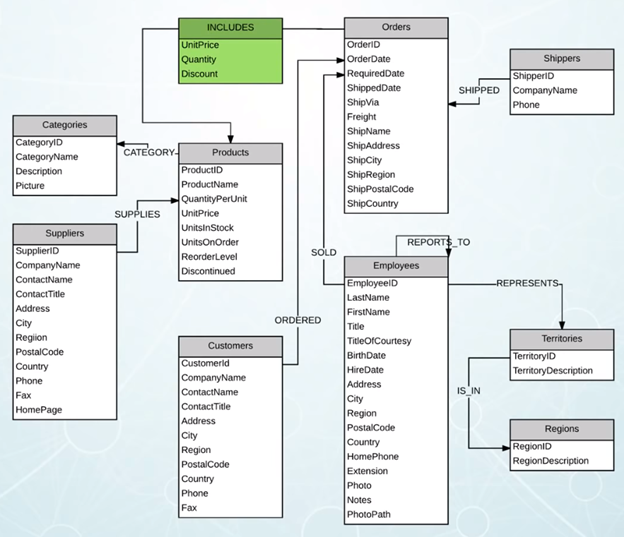 INCLUDES
UnitPrice
Quantity
Discount
Orders
OrderID
OrderDate
RequiredDate
ShippedDate
ShipVia
Freight
ShipName
ShipAddress
ShipCity
ShipRegion
ShipPostalCode
ShipCountry
Shippers
ShipperID
CompanyName
Phone
SHIPPED
Categories
CategoryID
CategoryName
Description
Picture
CATEGORY
Products
ProductID
ProductName
QuantityPerUnit
UnitPrice
UnitsInStock
UnitsOnOrder
ReorderLevel
Discontinued
SUPPLIES
Suppliers
SupplierID
CompanyName
ContactName
ContactTitle
Address
City
Regiion
PostalCode
Country
Phone
Fax
HomePage
SOLD
ORDERED
REPORTS_TO
Customers
CustomerId
CompanyName
ContactName
ContactTitle
Address
City
Region
PostalCode
Country
Phone
Fax
Employees
EmployeeID
LastName
FirstName
Title
TitleOfCourtesy
BirthDate
HireDate
Address
City
Region
PostalCode
Country
HomePhone
Extension
Photo
Notes
PhotoPath
REPRESENTS
Territories
TerritoryID
TerritoryDescription
IS_IN
Regions
RegionID
RegionDescription